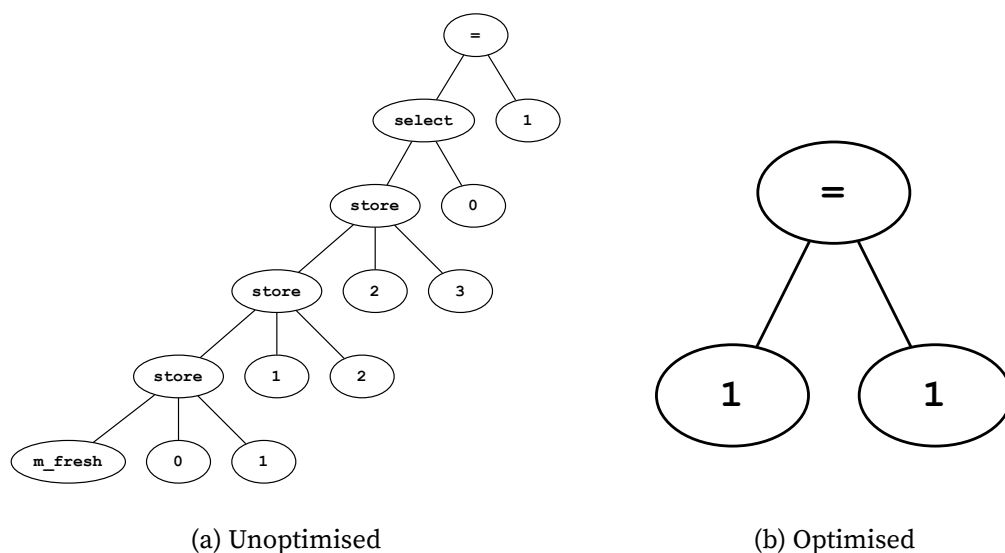 =
select 1
store 0
store 2 3
store 1 2
m_fresh 0 1
(a) Unoptimised
=
1 1
(b) Optimised